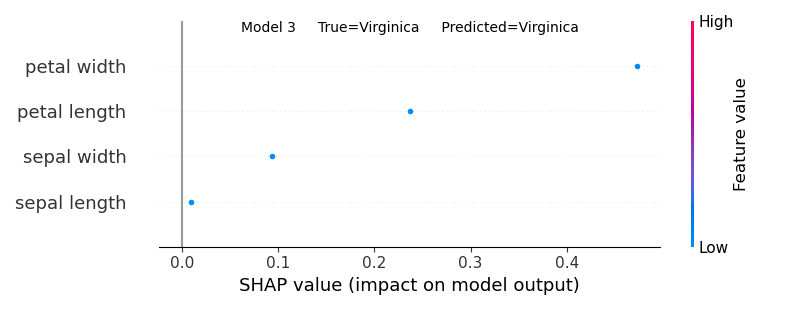 Model 3 True=Virginica Predicted=Virginica
High
petal width
petal length
sepal width
sepal length
Feature value
Low
0.0 0.1 0.2 0.3 0.4
SHAP value (impact on model output)